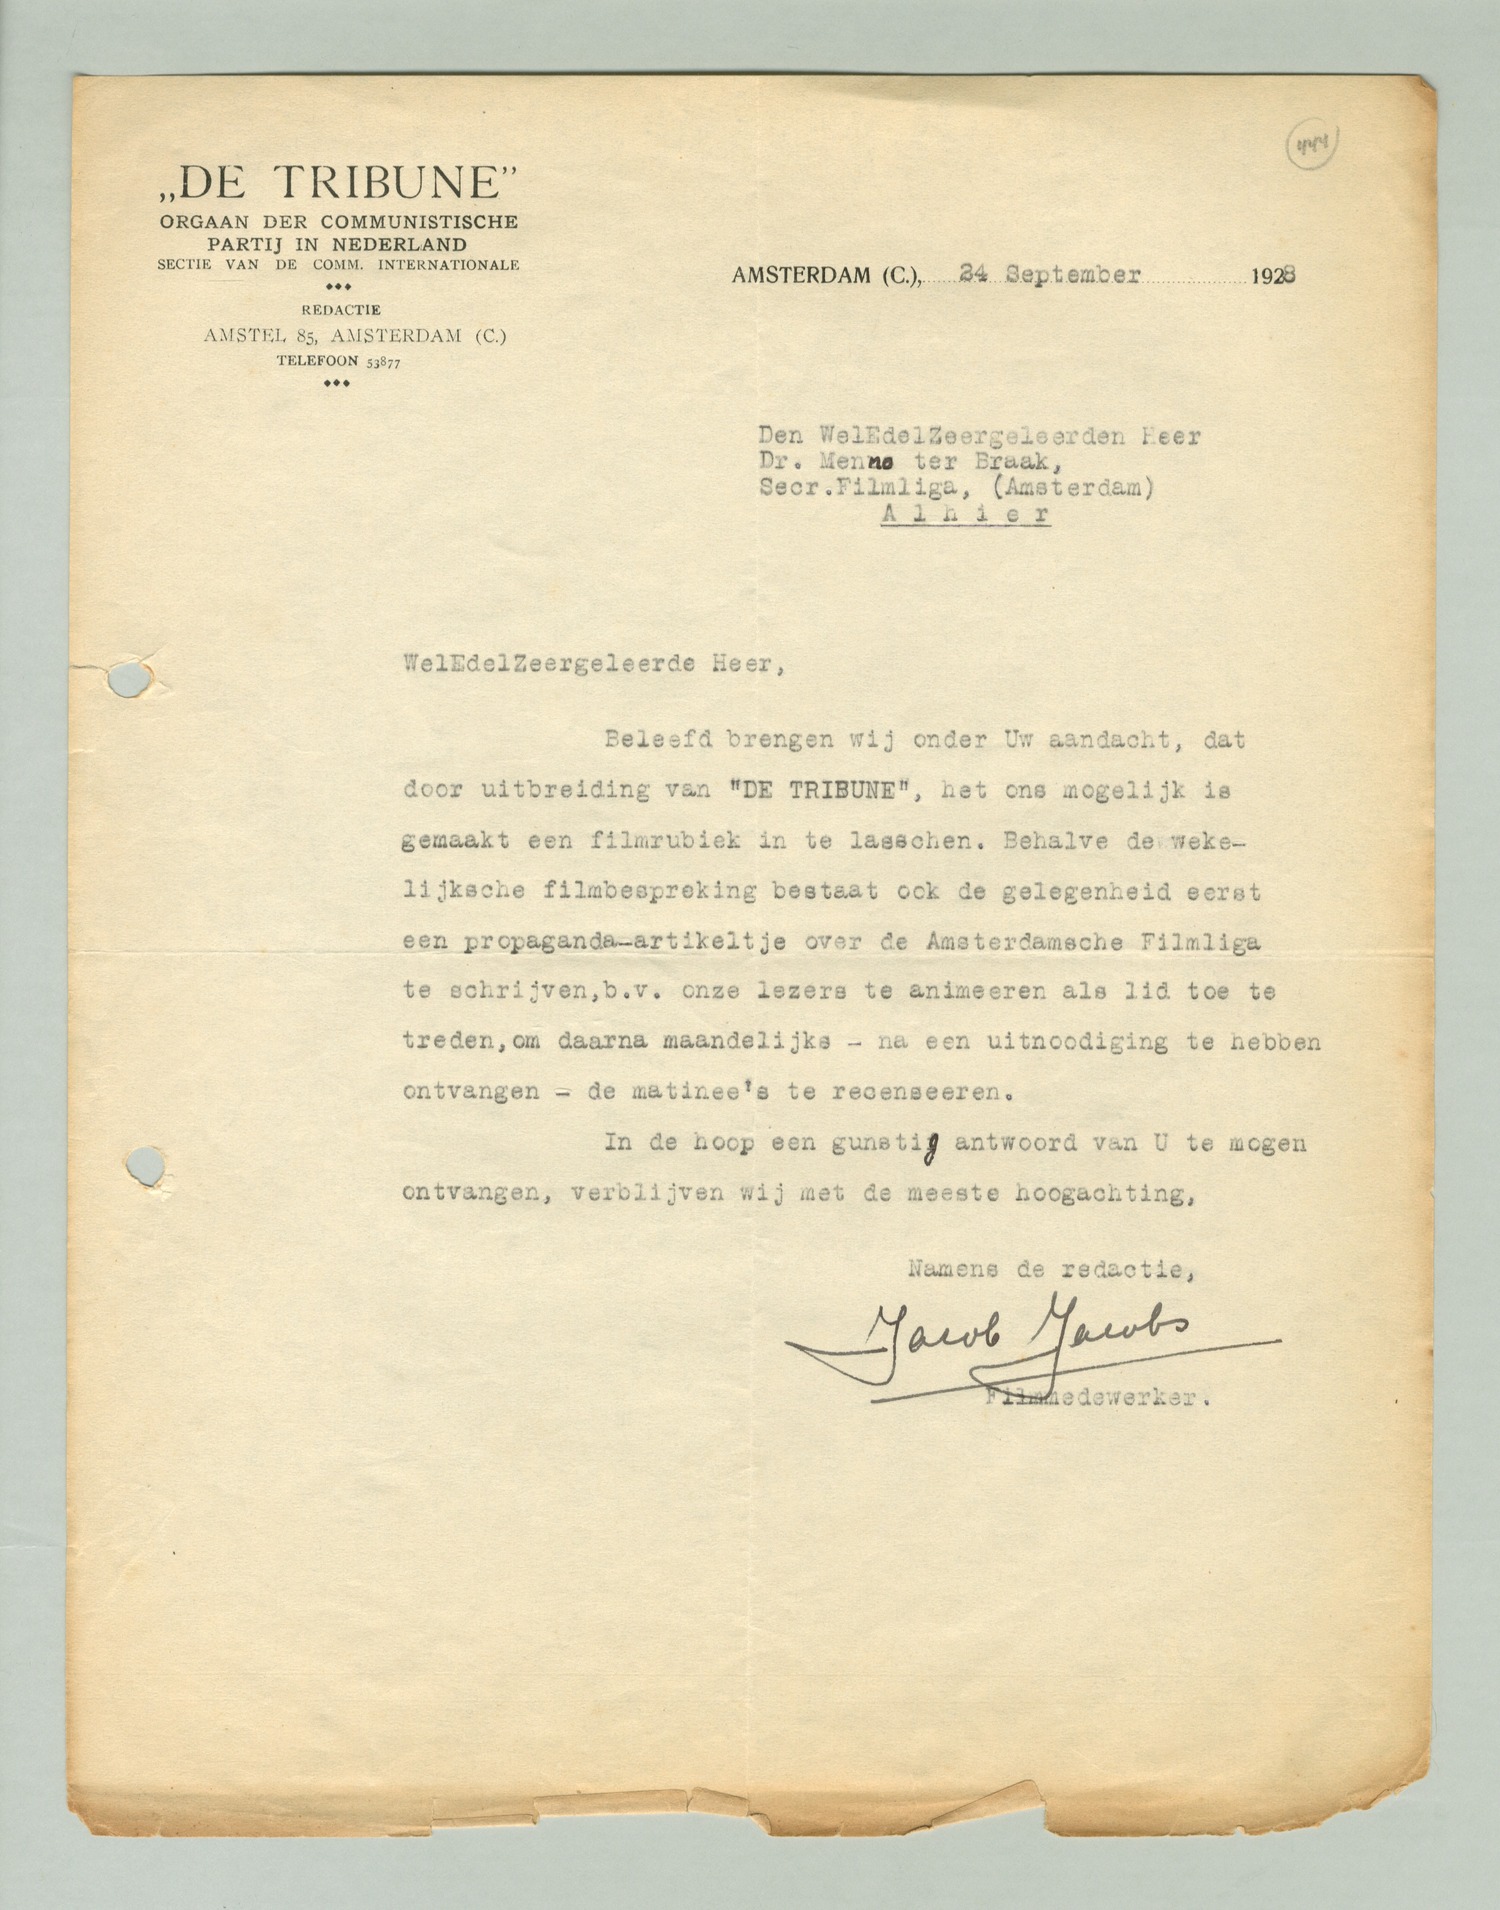 „DE TRIBUNE”
ORGAAN DER COMMUNISTISCHE
PARTIJ IN NEDERLAND
SECTIE VAN DE COMM. INTERNATIONALE
REDACTIE
AMSTEL 85, AMSTERDAM (C.)
TELEFOON 53877
AMSTERDAM (C.), 24 September 1928
Den WelEdelZeergeleerden Heer
Dr. Menno ter Braak,
Secr.Filmliga, (Amsterdam)
A l h i e r
WelEdelZeergeleerde Heer,
Beleefd brengen wij onder Uw aandacht, dat
door uitbreiding van "DE TRIBUNE", het ons mogelijk is
gemaakt een filmrubiek in te lasschen. Behalve de weke-
lijksche filmbespreking bestaat ook de gelegenheid eerst
een propaganda-artikeltje over de Amsterdamsche Filmliga
te schrijven,b.v. onze lezers te animeeren als lid toe te
treden,om daarna maandelijks - na een uitnoodiging te hebben
ontvangen - de matinee's te recenseeren.
In de hoop een gunstig antwoord van U te mogen
ontvangen, verblijven wij met de meeste hoogachting,
Namens de redactie,
Jacob Jacobs
Filmmedewerker.